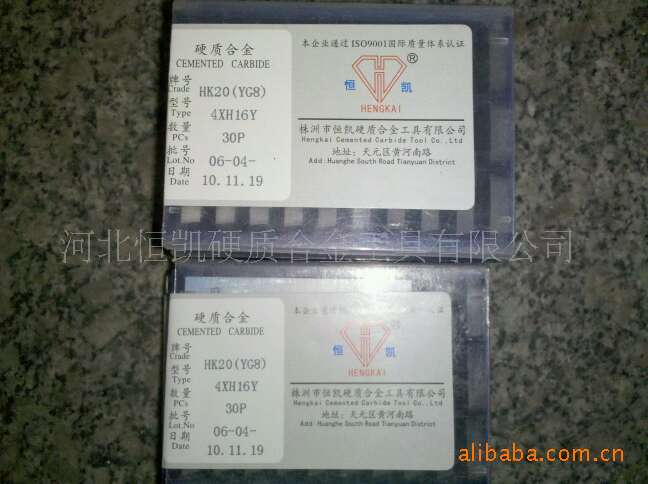 硬质合金
CEMENTED CARBIDE
牌号 HK20(YG8)
Crade
型号 4XH16Y
Type
数量 30P
PCs
批号 06-04-
Lot.No
日期 10.11.19
Date
本企业通过ISO9001国际质量体系认证
®
恒 凯
HENGKAI
株洲市恒凯硬质合金工具有限公司
Hengkai Cemented Carbide Tool Co.,Ltd
地址:天元区黄河南路
Add:Huanghe South Road Tianyuan District
河北恒凯硬质合金工具有限公司
硬质合金
CEMENTED CARBIDE
牌号 HK20(YG8)
Crade
型号 4XH16Y
Type
数量 30P
PCs
批号 06-04-
Lot.No
日期 10.11.19
Date
本企业通
认证
恒 凯
HENGKAI
株洲市恒凯硬质合金工具有限公司
Hengkai Cemented Carbide Tool Co.,Ltd
地址:天元区黄河南路
Add:Huanghe South Road Tianyuan District
alibaba.com.cn